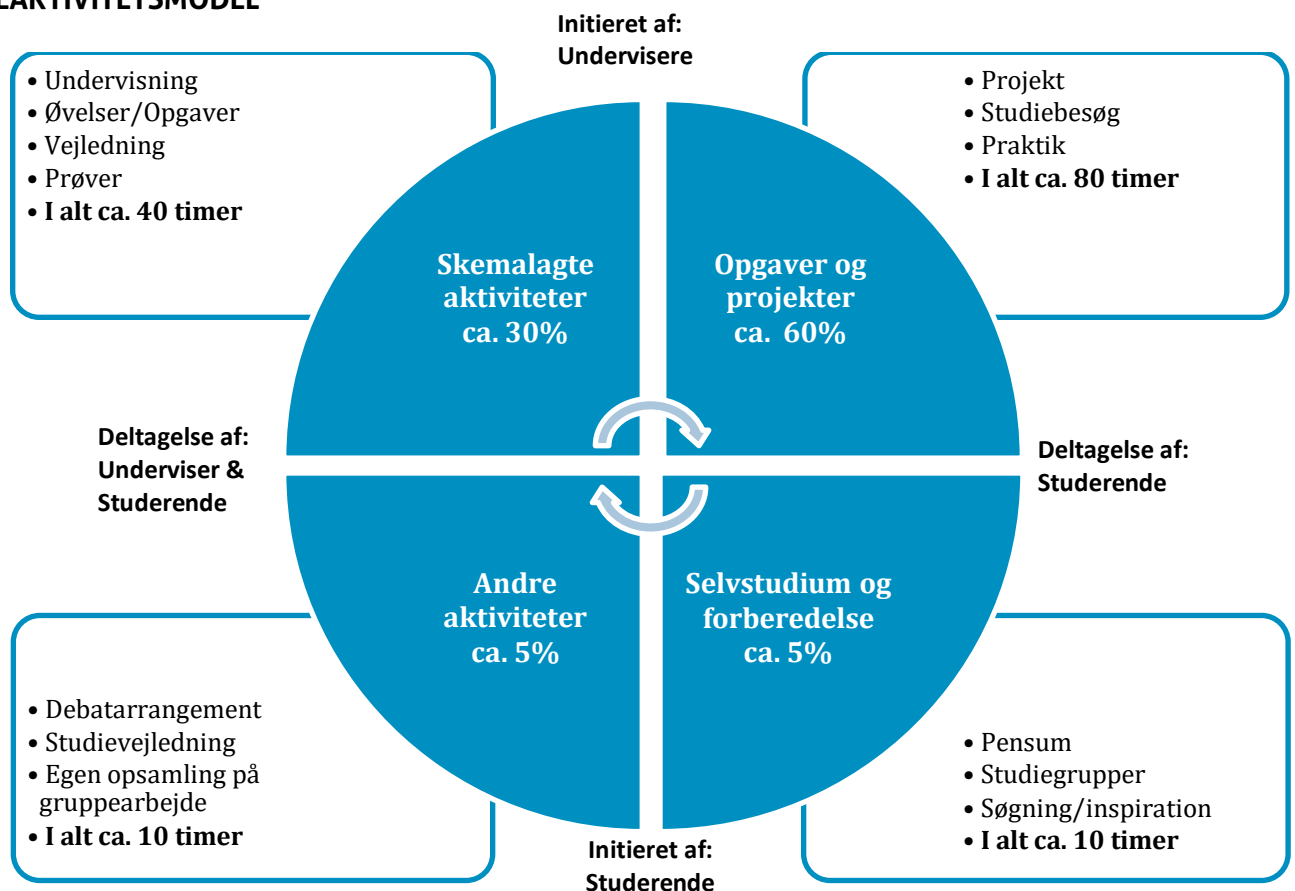 Initieret af:
Undervisere
• Undervisning
• Øvelser/Opgaver
• Vejledning
• Prøver
• I alt ca. 40 timer
• Projekt
• Studiebesøg
• Praktik
• I alt ca. 80 timer
Skemalagte
aktiviteter
ca. 30%
Opgaver og
projekter
ca. 60%
Deltagelse af:
Underviser &
Studerende
Deltagelse af:
Studerende
Andre
aktiviteter
ca. 5%
Selvstudium og
forberedelse
ca. 5%
• Debatarrangement
• Studievejledning
• Egen opsamling på
gruppearbejde
• I alt ca. 10 timer
• Pensum
• Studiegrupper
• Søgning/inspiration
• I alt ca. 10 timer
Initieret af:
Studerende